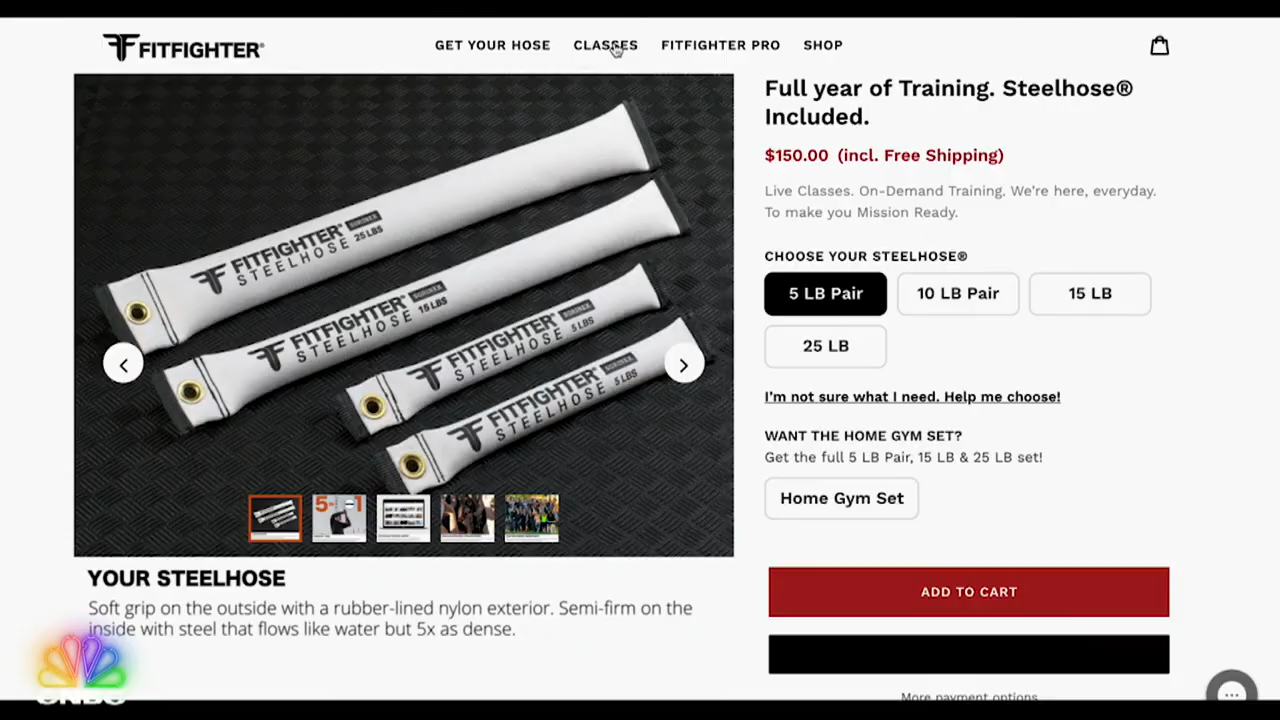 FITFIGHTER®
GET YOUR HOSE
CLASSES
FITFIGHTER PRO
SHOP
FITFIGHTER®
STEELHOSE
25 LBS
FITFIGHTER®
STEELHOSE
15 LBS
FITFIGHTER®
STEELHOSE
5 LBS
FITFIGHTER®
STEELHOSE
5 LBS
5-
1
YOUR STEELHOSE
Soft grip on the outside with a rubber-lined nylon exterior. Semi-firm on the
inside with steel that flows like water but 5x as dense.
CNBC
Full year of Training. Steelhose®
Included.
$150.00 (incl. Free Shipping)
Live Classes. On-Demand Training. We're here, everyday.
To make you Mission Ready.
CHOOSE YOUR STEELHOSE®
5 LB Pair
10 LB Pair
15 LB
25 LB
I'm not sure what I need. Help me choose!
WANT THE HOME GYM SET?
Get the full 5 LB Pair, 15 LB & 25 LB set!
Home Gym Set
ADD TO CART
More payment options